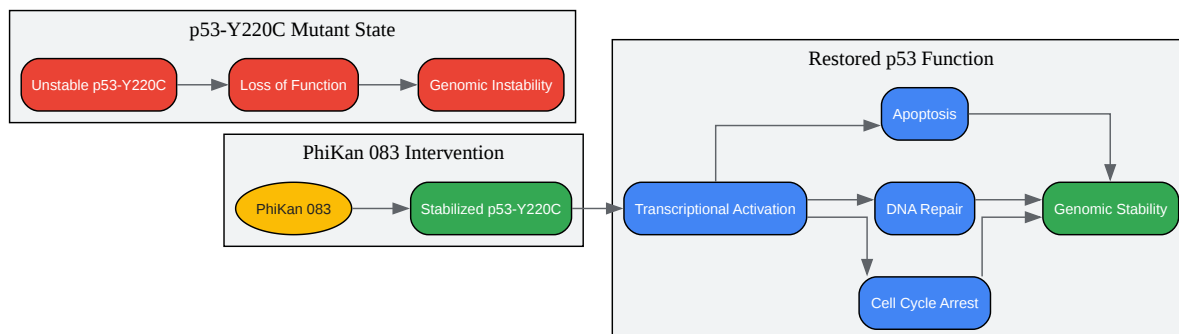 p53-Y220C Mutant State
Unstable p53-Y220C
Loss of Function
Genomic Instability
PhiKan 083 Intervention
PhiKan 083
Stabilized p53-Y220C
Restored p53 Function
Transcriptional Activation
Apoptosis
DNA Repair
Cell Cycle Arrest
Genomic Stability